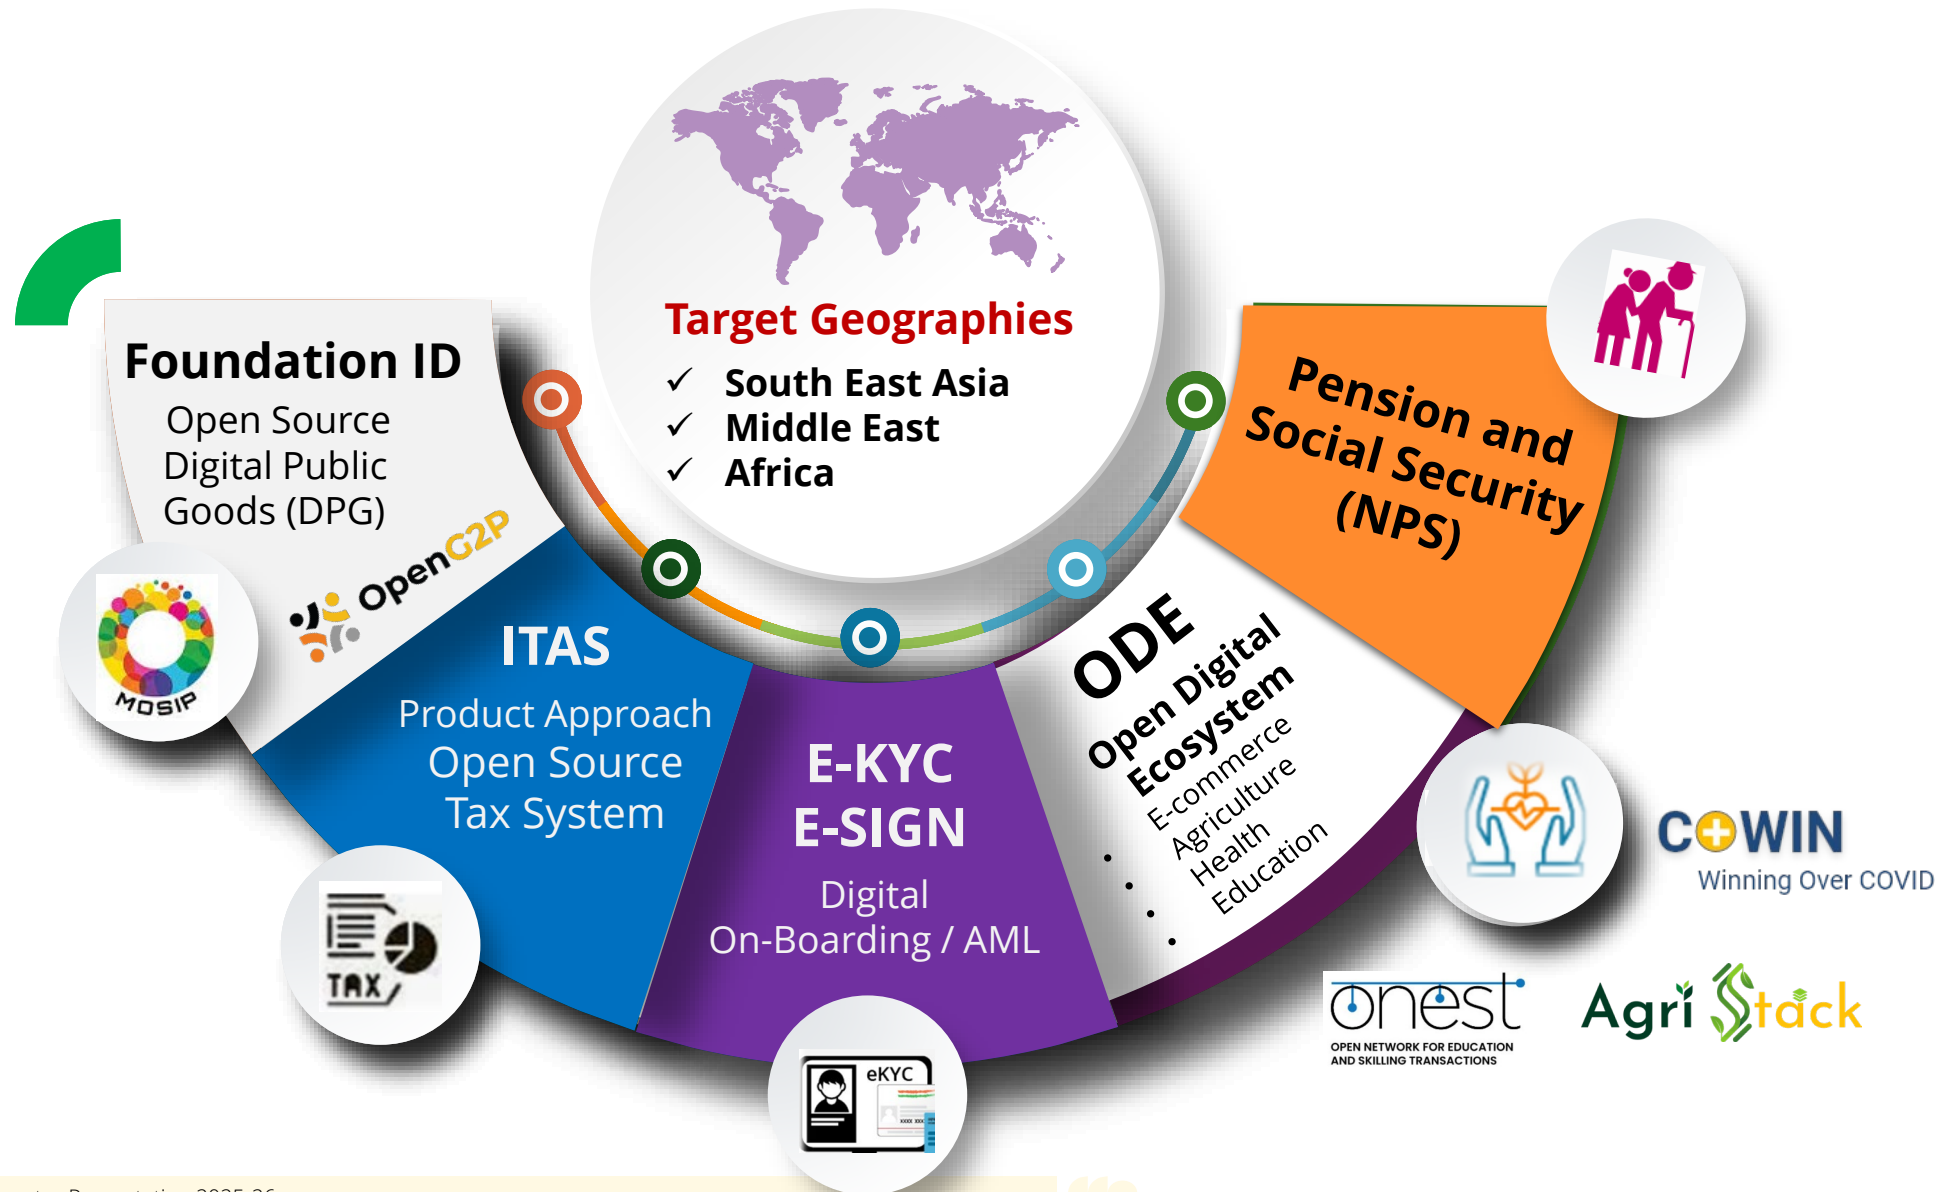 Target Geographies
✓ South East Asia
✓ Middle East
✓ Africa
Foundation ID
Open Source
Digital Public
Goods (DPG)
OpenG2P
MOSIP
ITAS
Product Approach
Open Source
Tax System
TAX
E-KYC
E-SIGN
Digital
On-Boarding / AML
eKYC
ODE
Open Digital
Ecosystem
• E-commerce
• Agriculture
• Health
• Education
Pension and
Social Security
(NPS)
COWIN
Winning Over COVID
onest
OPEN NETWORK FOR EDUCATION
AND SKILLING TRANSACTIONS
Agri Stack
2025-26